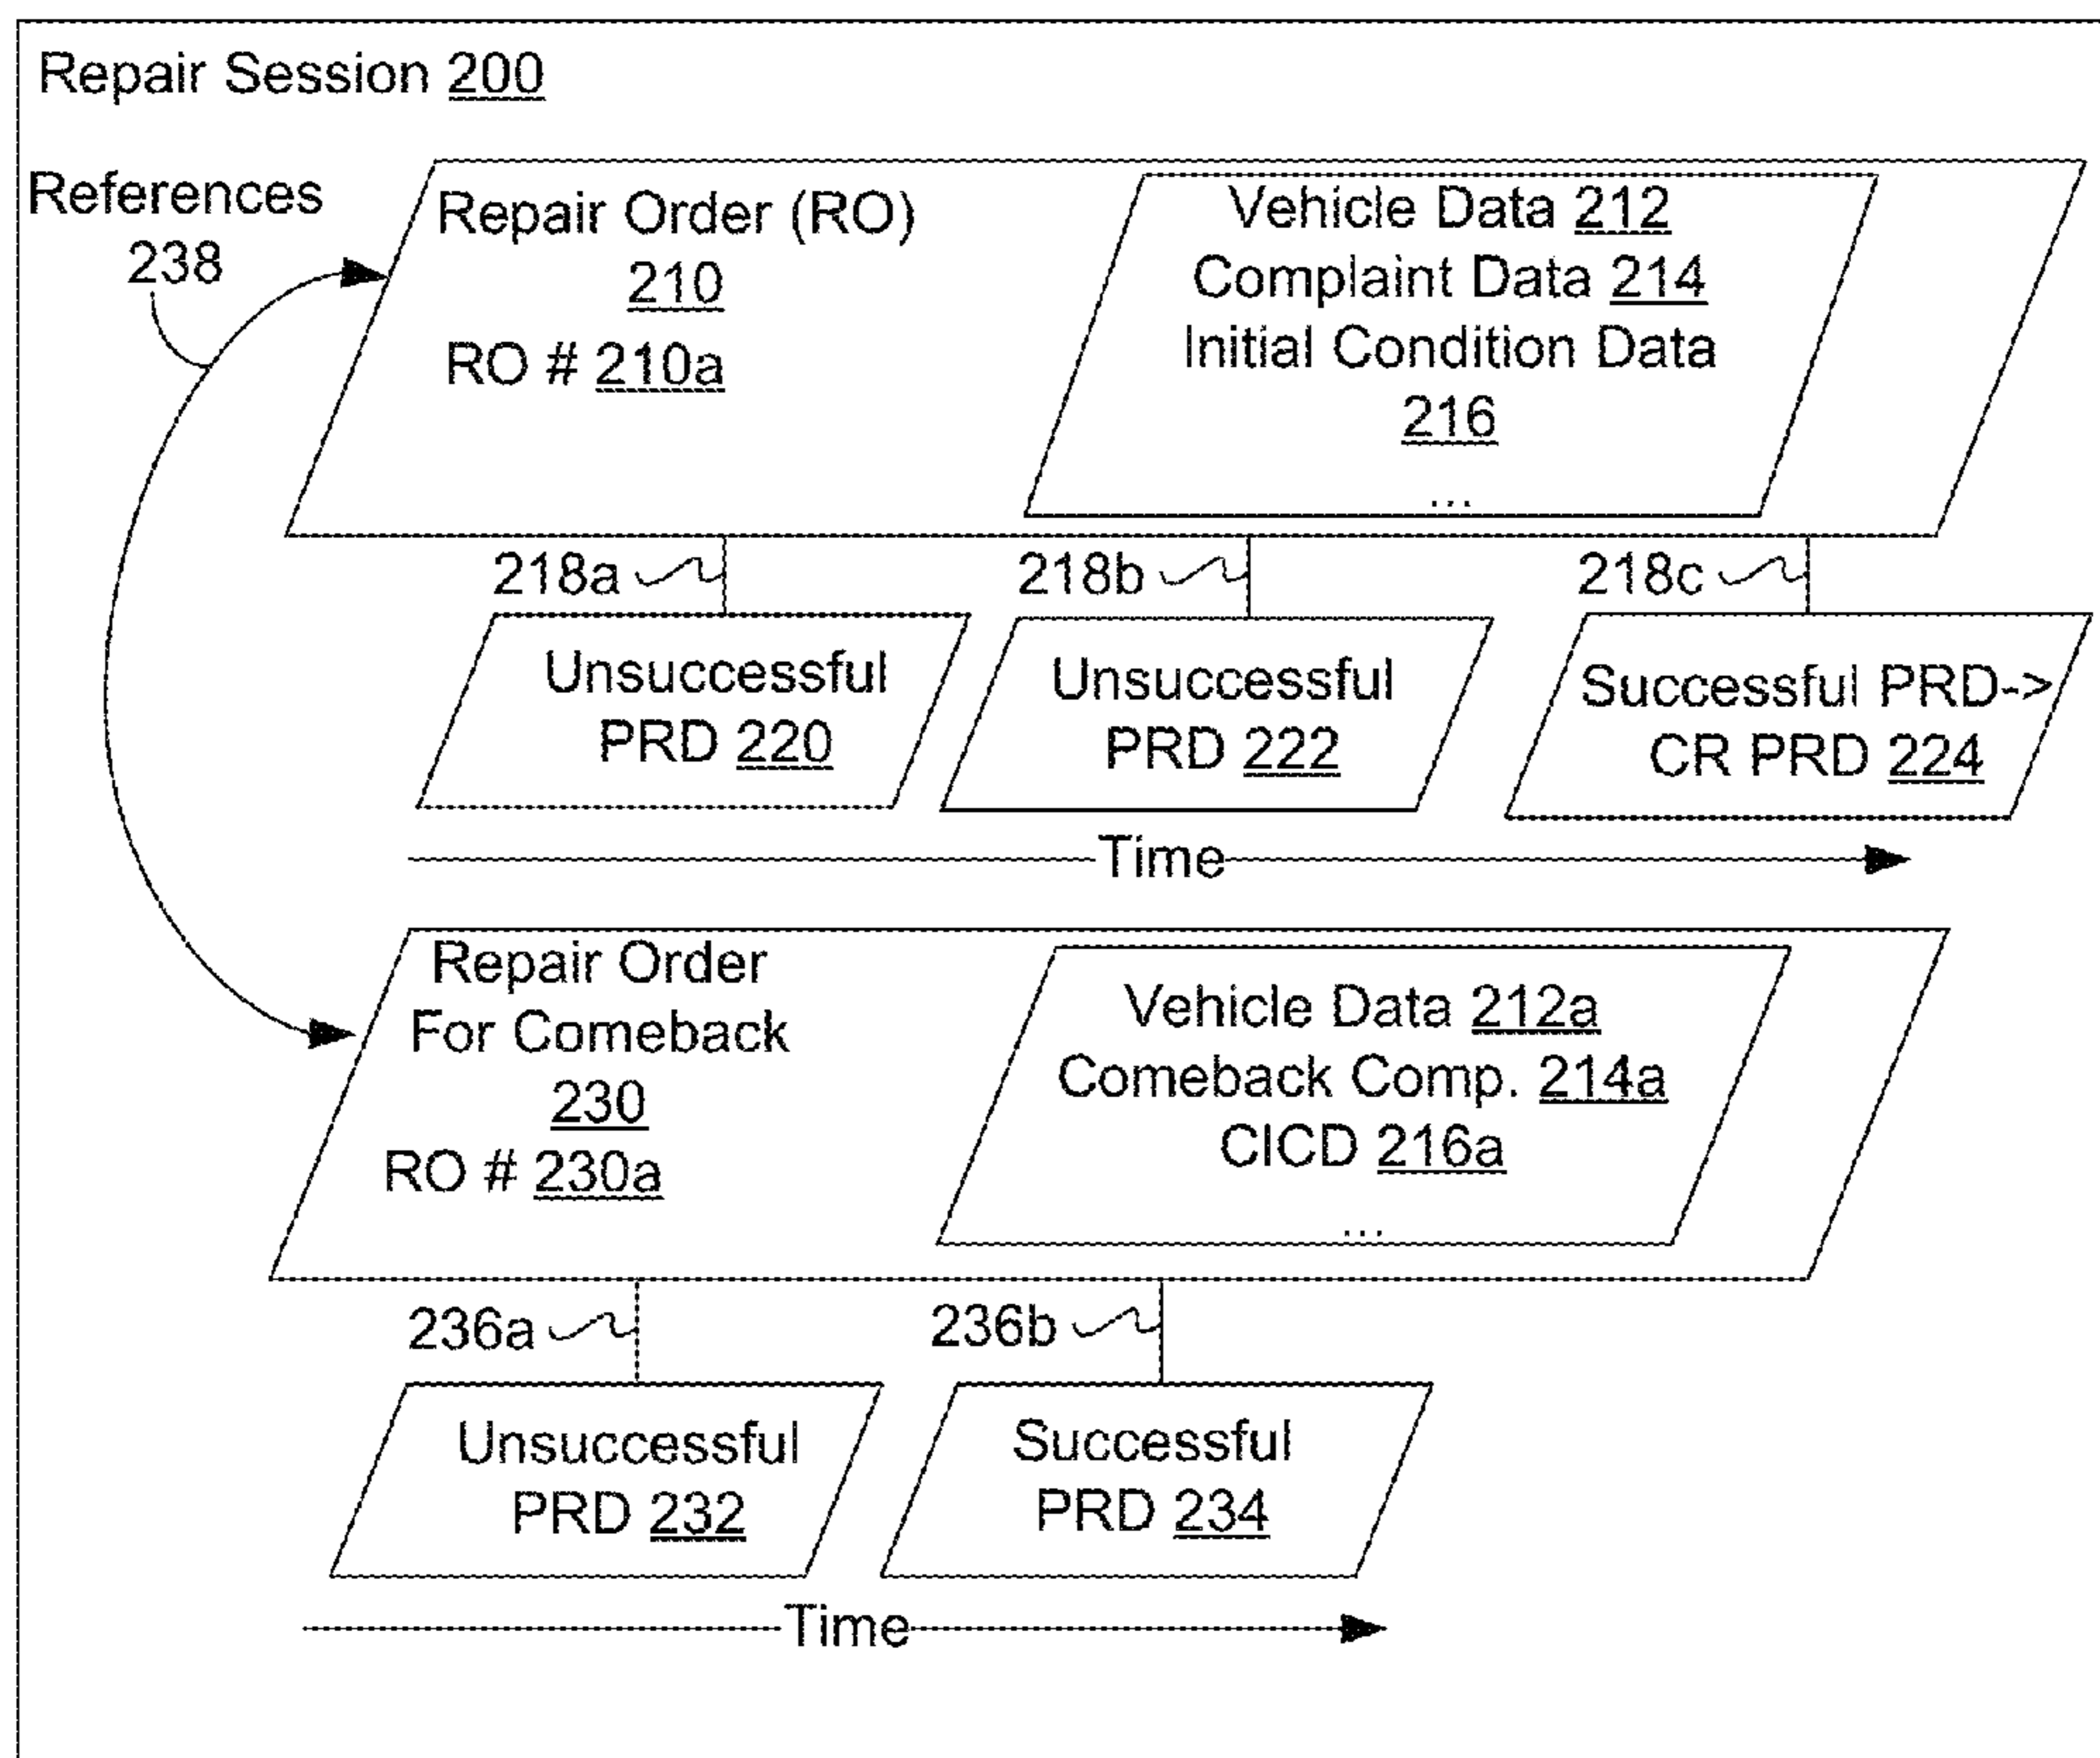 Repair Session 200
References
238
Repair Order (RO)
210
RO # 210a
Vehicle Data 212
Complaint Data 214
Initial Condition Data
216
...
218a
218b
218c
Unsuccessful
PRD 220
Unsuccessful
PRD 222
Successful PRD->
CR PRD 224
Time
Repair Order
For Comeback
230
RO # 230a
Vehicle Data 212a
Comeback Comp. 214a
CICD 216a
...
236a
236b
Unsuccessful
PRD 232
Successful
PRD 234
Time